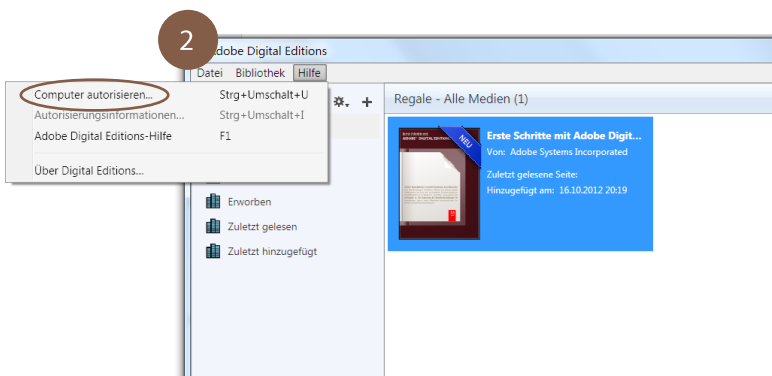 2
Adobe Digital Editions
Datei Bibliothek Hilfe
Computer autorisieren... Strg+Umschalt+U
Autorisierungsinformationen... Strg+Umschalt+I
Adobe Digital Editions-Hilfe F1
Über Digital Editions...
Erworben
Zuletzt gelesen
Zuletzt hinzugefügt
Regale - Alle Medien (1)
NEU
Erste Schritte mit Adobe Digit...
Von: Adobe Systems Incorporated
Zuletzt gelesene Seite:
Hinzugefügt am: 16.10.2012 20:19